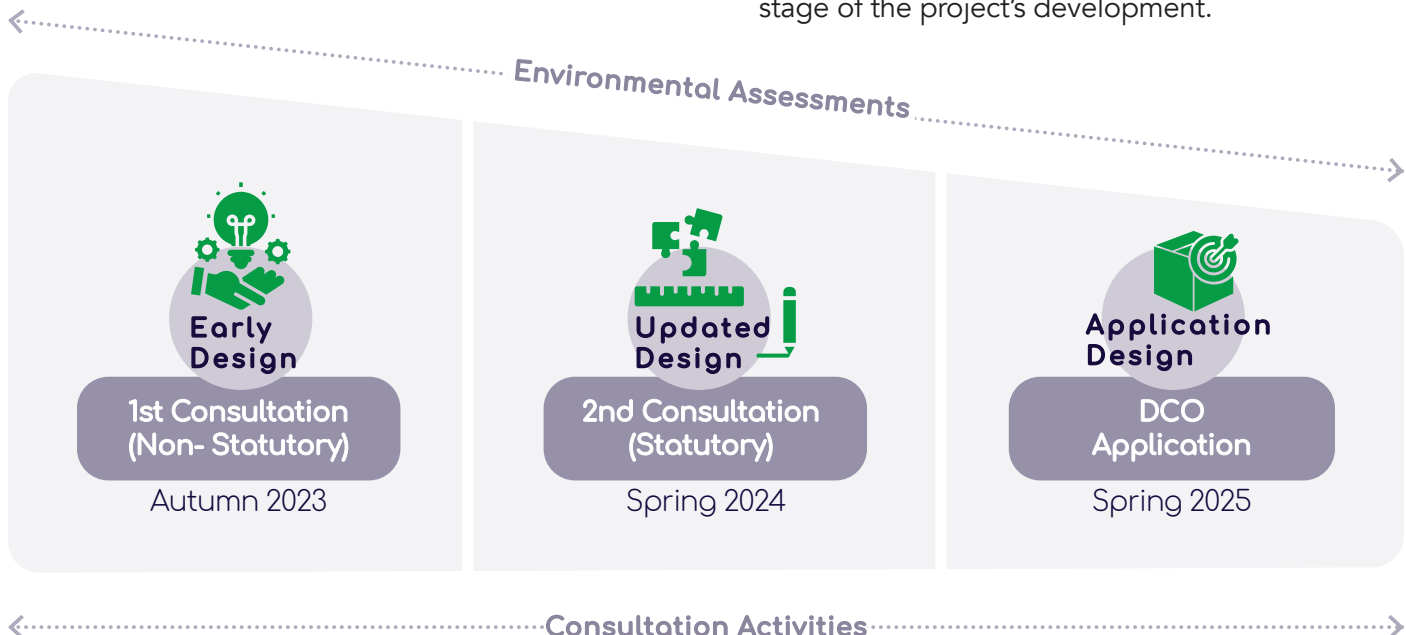 stage of the project's development.
Environmental Assessments
Early
Design
1st Consultation
(Non- Statutory)
Autumn 2023
Updated
Design
2nd Consultation
(Statutory)
Spring 2024
Application
Design
DCO
Application
Spring 2025
Consultation Activities